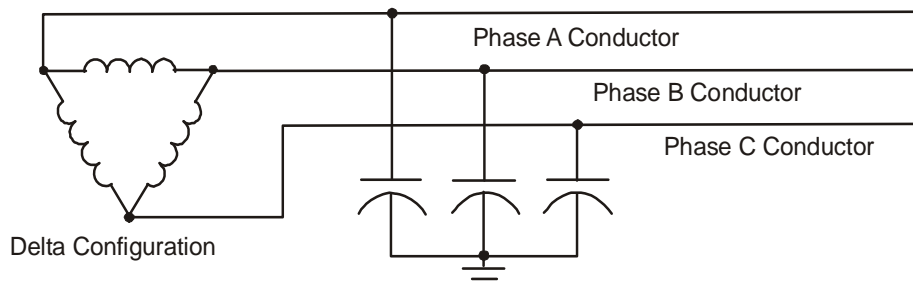 Phase A Conductor
Phase B Conductor
Phase C Conductor
Delta Configuration